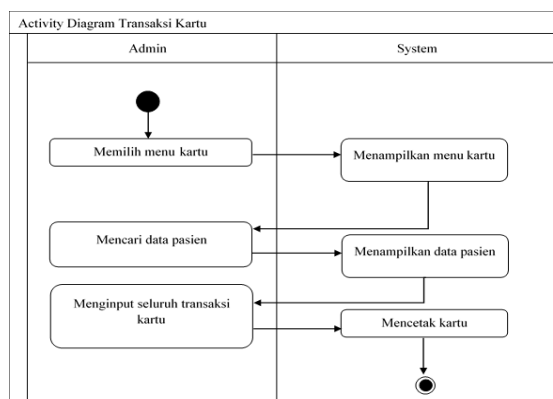 Activity Diagram Transaksi Kartu
Admin
System
Memilih menu kartu
Menampilkan menu kartu
Mencari data pasien
Menampilkan data pasien
Menginput seluruh transaksi
kartu
Mencetak kartu